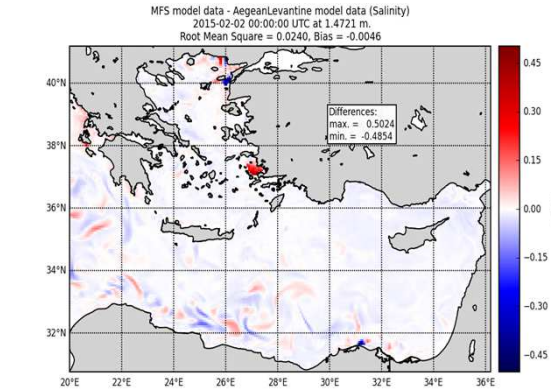 MFS model data - AegeanLevantine model data (Salinity)
2015-02-02 00:00:00 UTC at 1.4721 m.
Root Mean Square = 0.0240, Bias = -0.0046
Differences:
max. = 0.5024
min. = -0.4854
40°N
38°N
36°N
34°N
32°N
20°E 22°E 24°E 26°E 28°E 30°E 32°E 34°E 36°E
0.45
0.30
0.15
0.00
−0.15
−0.30
−0.45